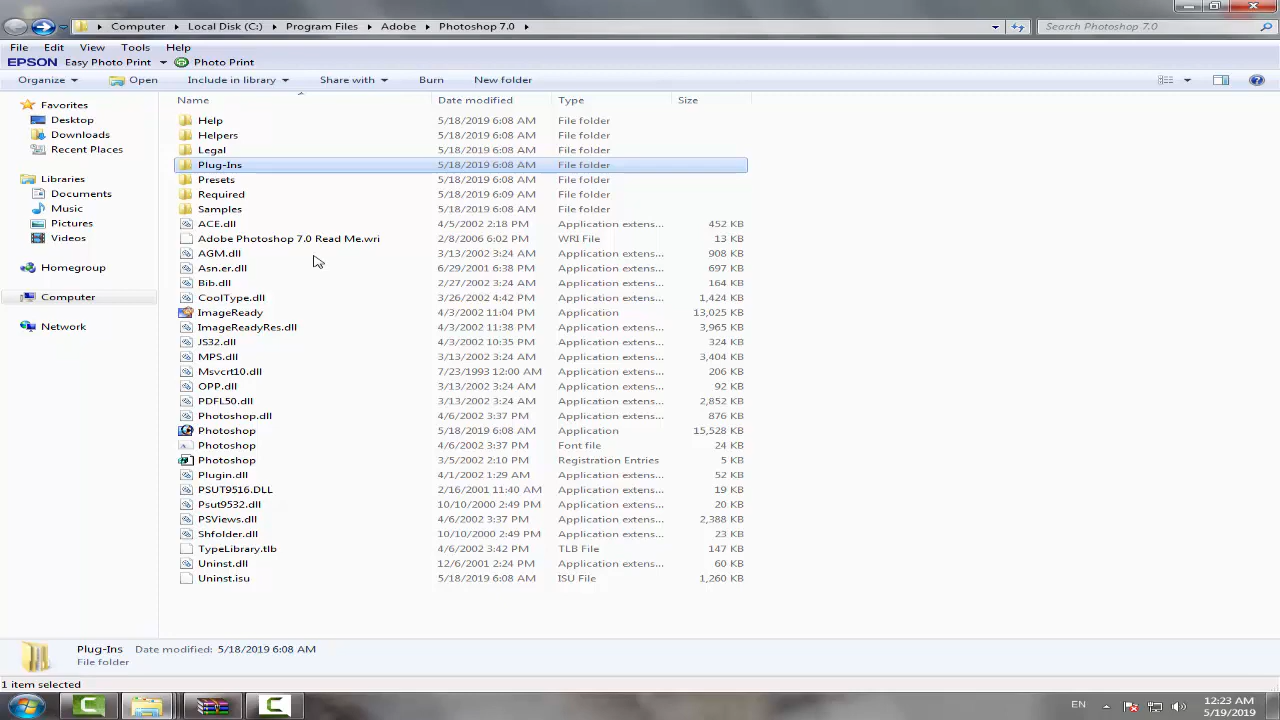 Computer Local Disk (C:) Program Files Adobe Photoshop 7.0 Search Photoshop 7.0
File Edit View Tools Help
EPSON Easy Photo Print Photo Print
Organize Open Include in library Share with Burn New folder
Name Date modified Type Size
Favorites
Desktop
Downloads
Recent Places
Libraries
Documents
Music
Pictures
Videos
Homegroup
Computer
Network
Help 5/18/2019 6:08 AM File folder
Helpers 5/18/2019 6:08 AM File folder
Legal 5/18/2019 6:08 AM File folder
Plug-Ins 5/18/2019 6:08 AM File folder
Presets 5/18/2019 6:08 AM File folder
Required 5/18/2019 6:09 AM File folder
Samples 5/18/2019 6:08 AM File folder
ACE.dll 4/5/2002 2:18 PM Application extens... 452 KB
Adobe Photoshop 7.0 Read Me.wri 2/8/2006 6:02 PM WRI File 13 KB
AGM.dll 3/13/2002 3:24 AM Application extens... 908 KB
Asn.er.dll 6/29/2001 6:38 PM Application extens... 697 KB
Bib.dll 2/27/2002 3:24 AM Application extens... 164 KB
CoolType.dll 3/26/2002 4:42 PM Application extens... 1,424 KB
ImageReady 4/3/2002 11:04 PM Application 13,025 KB
ImageReadyRes.dll 4/3/2002 11:38 PM Application extens... 3,965 KB
JS32.dll 4/3/2002 10:35 PM Application extens... 324 KB
MPS.dll 3/13/2002 3:24 AM Application extens... 3,404 KB
Msvcrt10.dll 7/23/1993 12:00 AM Application extens... 206 KB
OPP.dll 3/13/2002 3:24 AM Application extens... 92 KB
PDFL50.dll 3/13/2002 3:24 AM Application extens... 2,852 KB
Photoshop.dll 4/6/2002 3:37 PM Application extens... 876 KB
Photoshop 5/18/2019 6:08 AM Application 15,528 KB
Photoshop 4/6/2002 3:37 PM Font file 24 KB
Photoshop 3/5/2002 2:10 PM Registration Entries 5 KB
Plugin.dll 4/1/2002 1:29 AM Application extens... 52 KB
PSUT9516.DLL 2/16/2001 11:40 AM Application extens... 19 KB
Psut9532.dll 10/10/2000 2:49 PM Application extens... 20 KB
PSViews.dll 4/6/2002 3:37 PM Application extens... 2,388 KB
Shfolder.dll 10/10/2000 2:49 PM Application extens... 23 KB
TypeLibrary.tlb 4/6/2002 3:42 PM TLB File 147 KB
Uninst.dll 12/6/2001 2:24 PM Application extens... 60 KB
Uninst.isu 5/18/2019 6:08 AM ISU File 1,260 KB
Plug-Ins Date modified: 5/18/2019 6:08 AM
File folder
1 item selected
EN 12:23 AM
5/19/2019